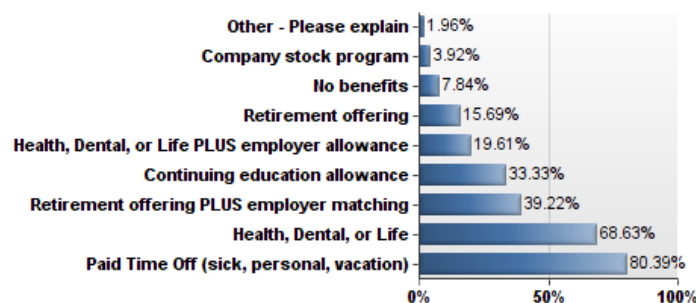 Other - Please explain 1.96%
Company stock program 3.92%
No benefits 7.84%
Retirement offering 15.69%
Health, Dental, or Life PLUS employer allowance 19.61%
Continuing education allowance 33.33%
Retirement offering PLUS employer matching 39.22%
Health, Dental, or Life 68.63%
Paid Time Off (sick, personal, vacation) 80.39%
0% 50% 100%